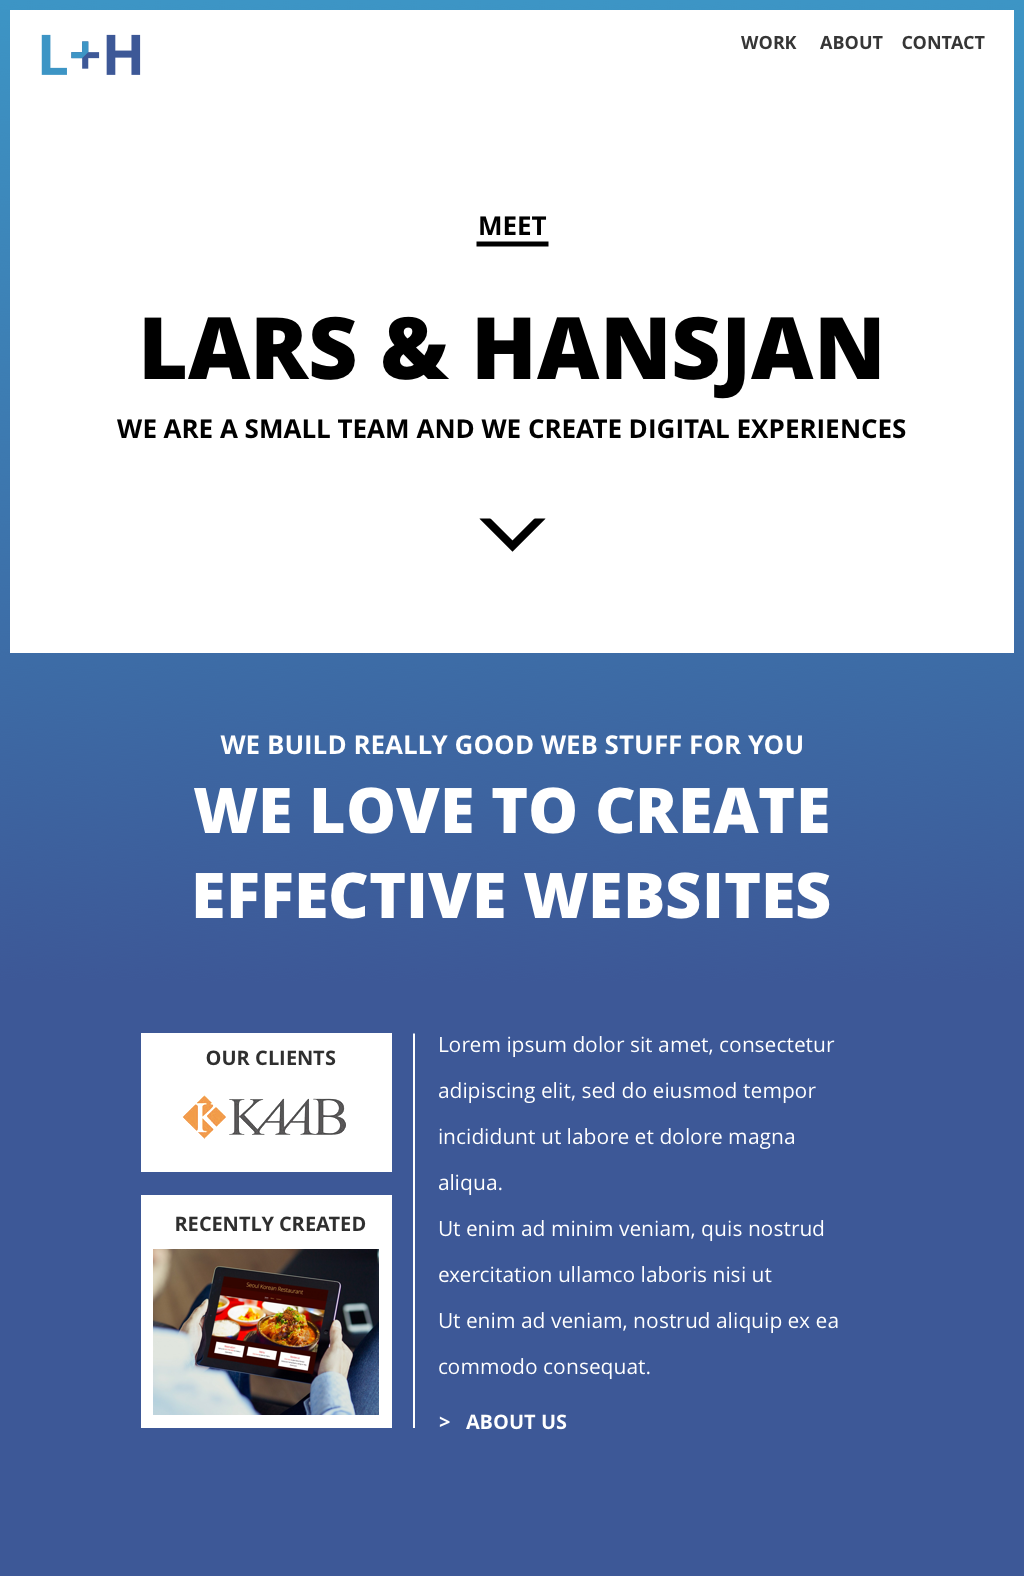 L+H
WORK ABOUT CONTACT
MEET
LARS & HANSJAN
WE ARE A SMALL TEAM AND WE CREATE DIGITAL EXPERIENCES
WE BUILD REALLY GOOD WEB STUFF FOR YOU
WE LOVE TO CREATE
EFFECTIVE WEBSITES
OUR CLIENTS
K KAAB
RECENTLY CREATED
Seoul Korean Restaurant
Lorem ipsum dolor sit amet, consectetur
adipiscing elit, sed do eiusmod tempor
incididunt ut labore et dolore magna
aliqua.
Ut enim ad minim veniam, quis nostrud
exercitation ullamco laboris nisi ut
Ut enim ad veniam, nostrud aliquip ex ea
commodo consequat.
> ABOUT US